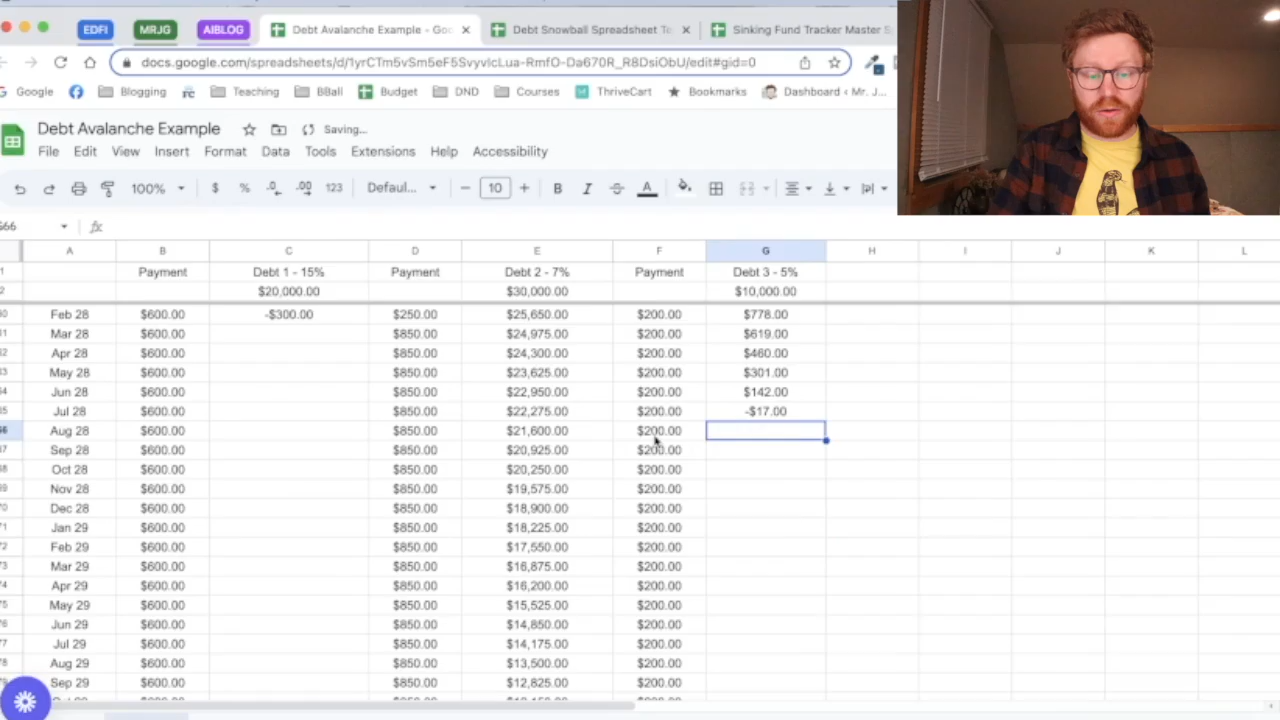 EDFI MRJG AIBLOG Debt Avalanche Example - Goo Debt Snowball Spreadsheet Te Sinking Fund Tracker Master S
docs.google.com/spreadsheets/d/1yrCTm5vSm5eF5SvyvIcLua-RmfO-Da670R_R8DsiObU/edit#gid=0
Google Blogging Teaching BBall Budget DND Courses ThriveCart Bookmarks Dashboard ‹ Mr. J...
Debt Avalanche Example Saving...
File Edit View Insert Format Data Tools Extensions Help Accessibility
100% $ % .0 .00 123 Defaul... 10 B I A
G66 fx
A B C D E F G H I J K L
1 Payment Debt 1 - 15% Payment Debt 2 - 7% Payment Debt 3 - 5%
2 $20,000.00 $30,000.00 $10,000.00
Feb 28 $600.00 -$300.00 $250.00 $25,650.00 $200.00 $778.00
Mar 28 $600.00 $850.00 $24,975.00 $200.00 $619.00
Apr 28 $600.00 $850.00 $24,300.00 $200.00 $460.00
May 28 $600.00 $850.00 $23,625.00 $200.00 $301.00
Jun 28 $600.00 $850.00 $22,950.00 $200.00 $142.00
Jul 28 $600.00 $850.00 $22,275.00 $200.00 -$17.00
Aug 28 $600.00 $850.00 $21,600.00 $200.00
Sep 28 $600.00 $850.00 $20,925.00 $200.00
Oct 28 $600.00 $850.00 $20,250.00 $200.00
Nov 28 $600.00 $850.00 $19,575.00 $200.00
Dec 28 $600.00 $850.00 $18,900.00 $200.00
Jan 29 $600.00 $850.00 $18,225.00 $200.00
Feb 29 $600.00 $850.00 $17,550.00 $200.00
Mar 29 $600.00 $850.00 $16,875.00 $200.00
Apr 29 $600.00 $850.00 $16,200.00 $200.00
May 29 $600.00 $850.00 $15,525.00 $200.00
Jun 29 $600.00 $850.00 $14,850.00 $200.00
Jul 29 $600.00 $850.00 $14,175.00 $200.00
Aug 29 $600.00 $850.00 $13,500.00 $200.00
Sep 29 $600.00 $850.00 $12,825.00 $200.00